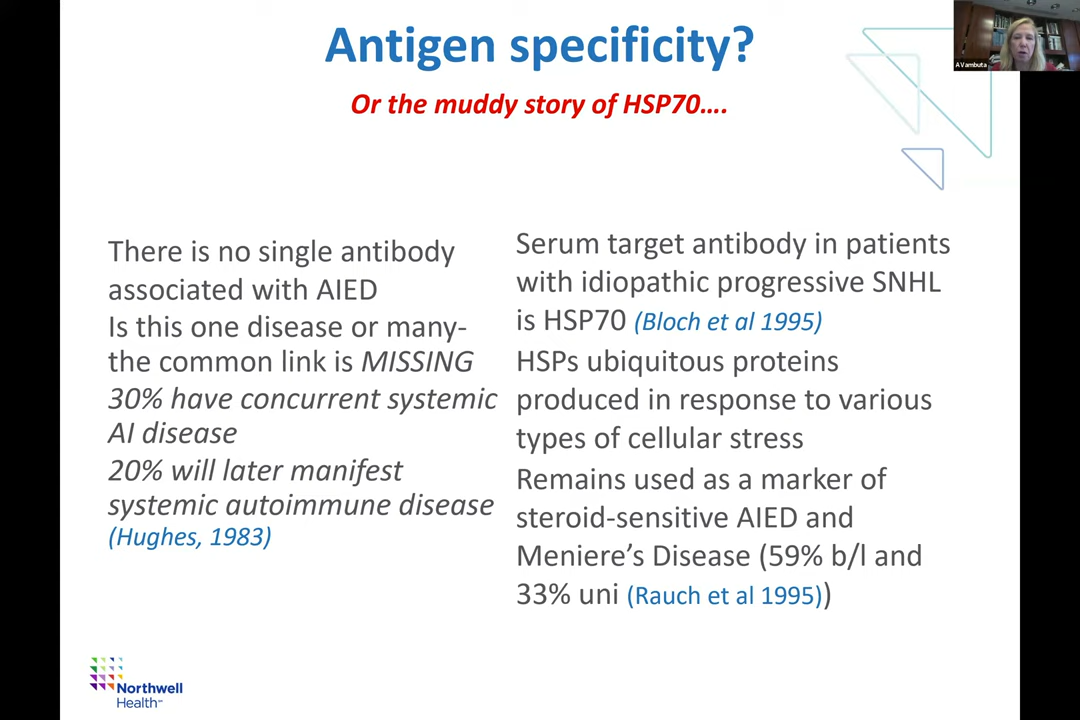 Antigen specificity?
Or the muddy story of HSP70....
A Vambuta
There is no single antibody
associated with AIED
Is this one disease or many-
the common link is MISSING
30% have concurrent systemic
AI disease
20% will later manifest
systemic autoimmune disease
(Hughes, 1983)
Serum target antibody in patients
with idiopathic progressive SNHL
is HSP70 (Bloch et al 1995)
HSPs ubiquitous proteins
produced in response to various
types of cellular stress
Remains used as a marker of
steroid-sensitive AIED and
Meniere's Disease (59% b/l and
33% uni (Rauch et al 1995))
Northwell
Health℠